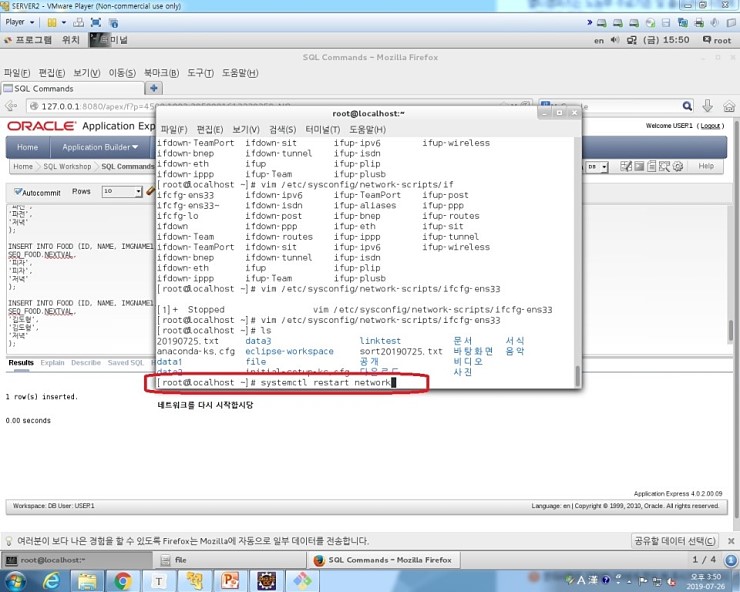 SERVER2 - VMware Player (Non-commercial use only)
Player
프로그램 위치 터미널 en (금) 15:50 root
SQL Commands - Mozilla Firefox
파일(F) 편집(E) 보기(V) 이동(S) 북마크(B) 도구(T) 도움말(H)
SQL Commands
ORACLE Application Exp
Welcome USER1 (Logout)
Home Application Builder
Home SQL Workshop SQL Commands
Help
Autocommit Rows 10
'파전',
'저녁'
);
INSERT INTO FOOD (ID, NAME, IMGNAME
SEQ_FOOD.NEXTVAL,
'피자',
'피자',
'저녁'
);
INSERT INTO FOOD (ID, NAME, IMGNAME
SEQ_FOOD.NEXTVAL,
'저녁'
);
Results Explain Describe Saved SQL
1 row(s) inserted.
0.00 seconds
root@localhost:~
파일(F) 편집(E) 보기(V) 검색(S) 터미널(T) 도움말(H)
ifdown-TeamPort ifdown-sit ifup-ipv6 ifup-wireless
ifdown-bnep ifdown-tunnel ifup-isdn
ifdown-eth ifup ifup-plip
ifdown-ippp ifup-Team ifup-plusb
[root@localhost ~]# vim /etc/sysconfig/network-scripts/if
ifcfg-ens33 ifdown-ipv6 ifup-TeamPort ifup-post
ifcfg-ens33~ ifdown-isdn ifup-aliases ifup-ppp
ifcfg-lo ifdown-post ifup-bnep ifup-routes
ifdown ifdown-ppp ifup-eth ifup-sit
ifdown-Team ifdown-routes ifup-ippp ifup-tunnel
ifdown-TeamPort ifdown-sit ifup-ipv6 ifup-wireless
ifdown-bnep ifdown-tunnel ifup-isdn
ifdown-eth ifup ifup-plip
ifdown-ippp ifup-Team ifup-plusb
[root@localhost ~]# vim /etc/sysconfig/network-scripts/ifcfg-ens33
[1]+ Stopped vim /etc/sysconfig/network-scripts/ifcfg-ens33
[root@localhost ~]# vim /etc/sysconfig/network-scripts/ifcfg-ens33
[root@localhost ~]# ls
20190725.txt data3 linktest 문서 서식
anaconda-ks.cfg eclipse-workspace sort20190725.txt 바탕화면 음악
data1 file 공개 비디오
data2 initial-setup-ks.cfg 다운로드 사진
[root@localhost ~]# systemctl restart network
네트워크를 다시 시작합시당
Application Express 4.0.2.00.09
Workspace: DB User: USER1
Language: en | Copyright © 1999, 2010, Oracle. All rights reserved.
여러분이 보다 나은 경험을 할 수 있도록 Firefox는 Mozilla에 자동으로 일부 데이터를 전송합니다. 공유할 데이터 선택(C)
root@localhost:~ file SQL Commands - Mozilla Firefox 1 / 4
A 漢
오후 3:50
2019-07-26